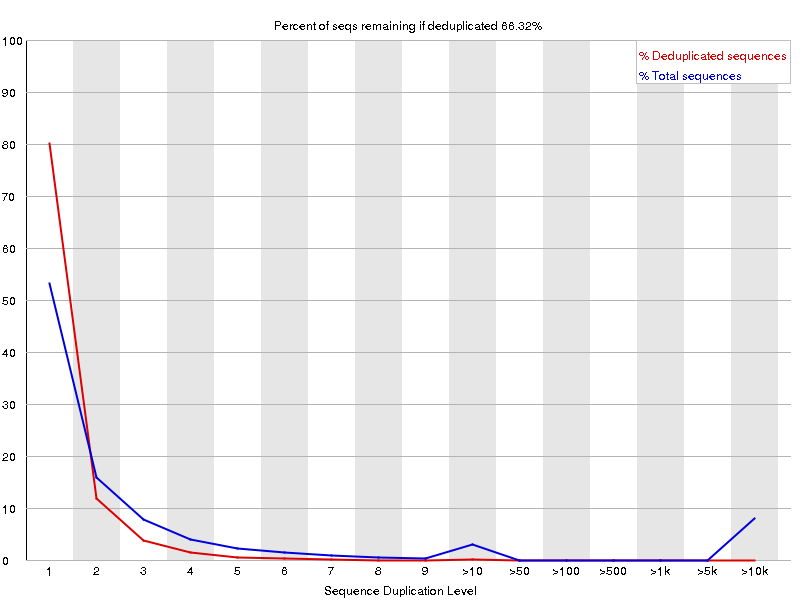 Percent of seqs remaining if deduplicated 66.32%
% Deduplicated sequences
% Total sequences
100
90
80
70
60
50
40
30
20
10
0
1 2 3 4 5 6 7 8 9 >10 >50 >100 >500 >1k >5k >10k
Sequence Duplication Level